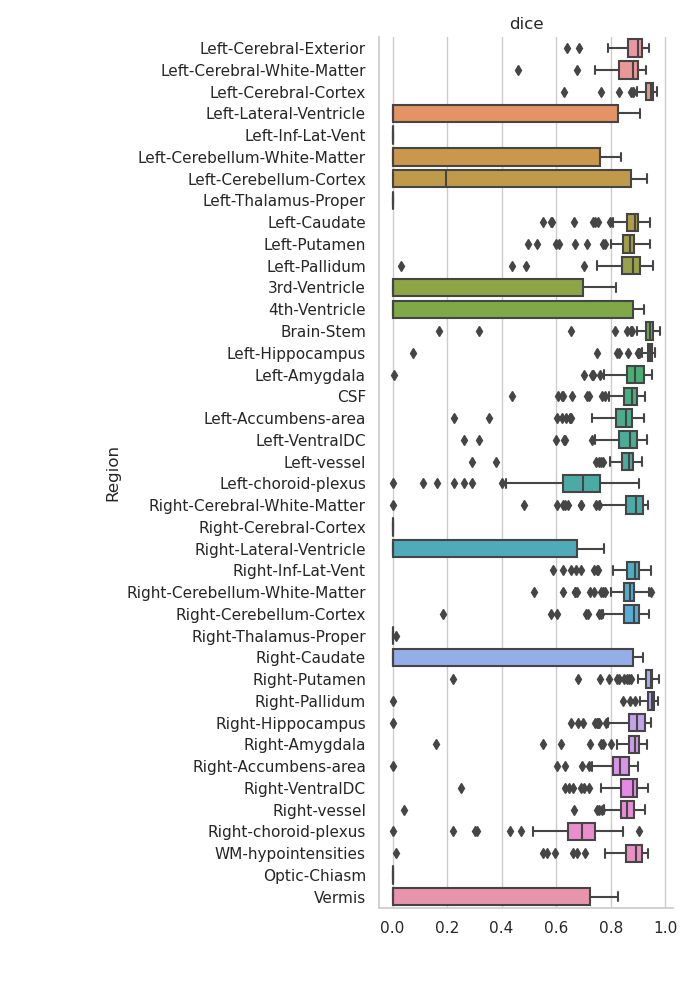 dice
Left-Cerebral-Exterior
Left-Cerebral-White-Matter
Left-Cerebral-Cortex
Left-Lateral-Ventricle
Left-Inf-Lat-Vent
Left-Cerebellum-White-Matter
Left-Cerebellum-Cortex
Left-Thalamus-Proper
Left-Caudate
Left-Putamen
Left-Pallidum
3rd-Ventricle
4th-Ventricle
Brain-Stem
Left-Hippocampus
Left-Amygdala
CSF
Left-Accumbens-area
Left-VentralDC
Left-vessel
Left-choroid-plexus
Right-Cerebral-White-Matter
Right-Cerebral-Cortex
Right-Lateral-Ventricle
Right-Inf-Lat-Vent
Right-Cerebellum-White-Matter
Right-Cerebellum-Cortex
Right-Thalamus-Proper
Right-Caudate
Right-Putamen
Right-Pallidum
Right-Hippocampus
Right-Amygdala
Right-Accumbens-area
Right-VentralDC
Right-vessel
Right-choroid-plexus
WM-hypointensities
Optic-Chiasm
Vermis
Region
0.0 0.2 0.4 0.6 0.8 1.0